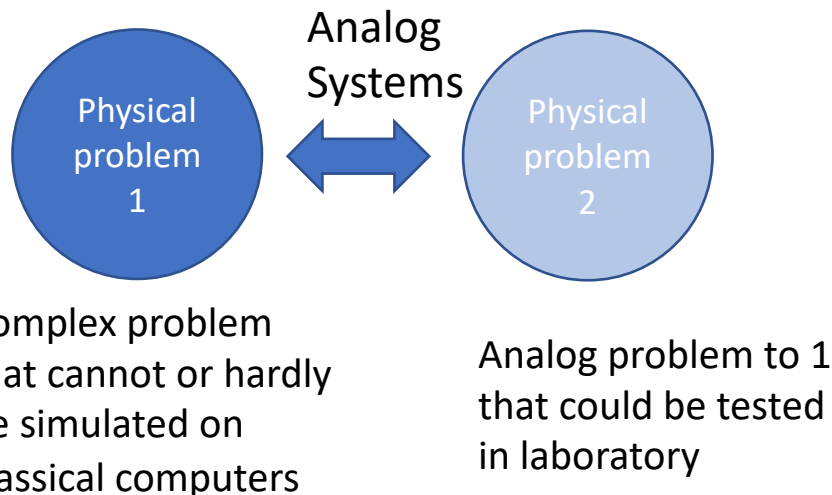 Analog
Systems
Physical
problem
1
Physical
problem
2
omplex problem
at cannot or hardly
e simulated on
assical computers
Analog problem to 1
that could be tested
in laboratory